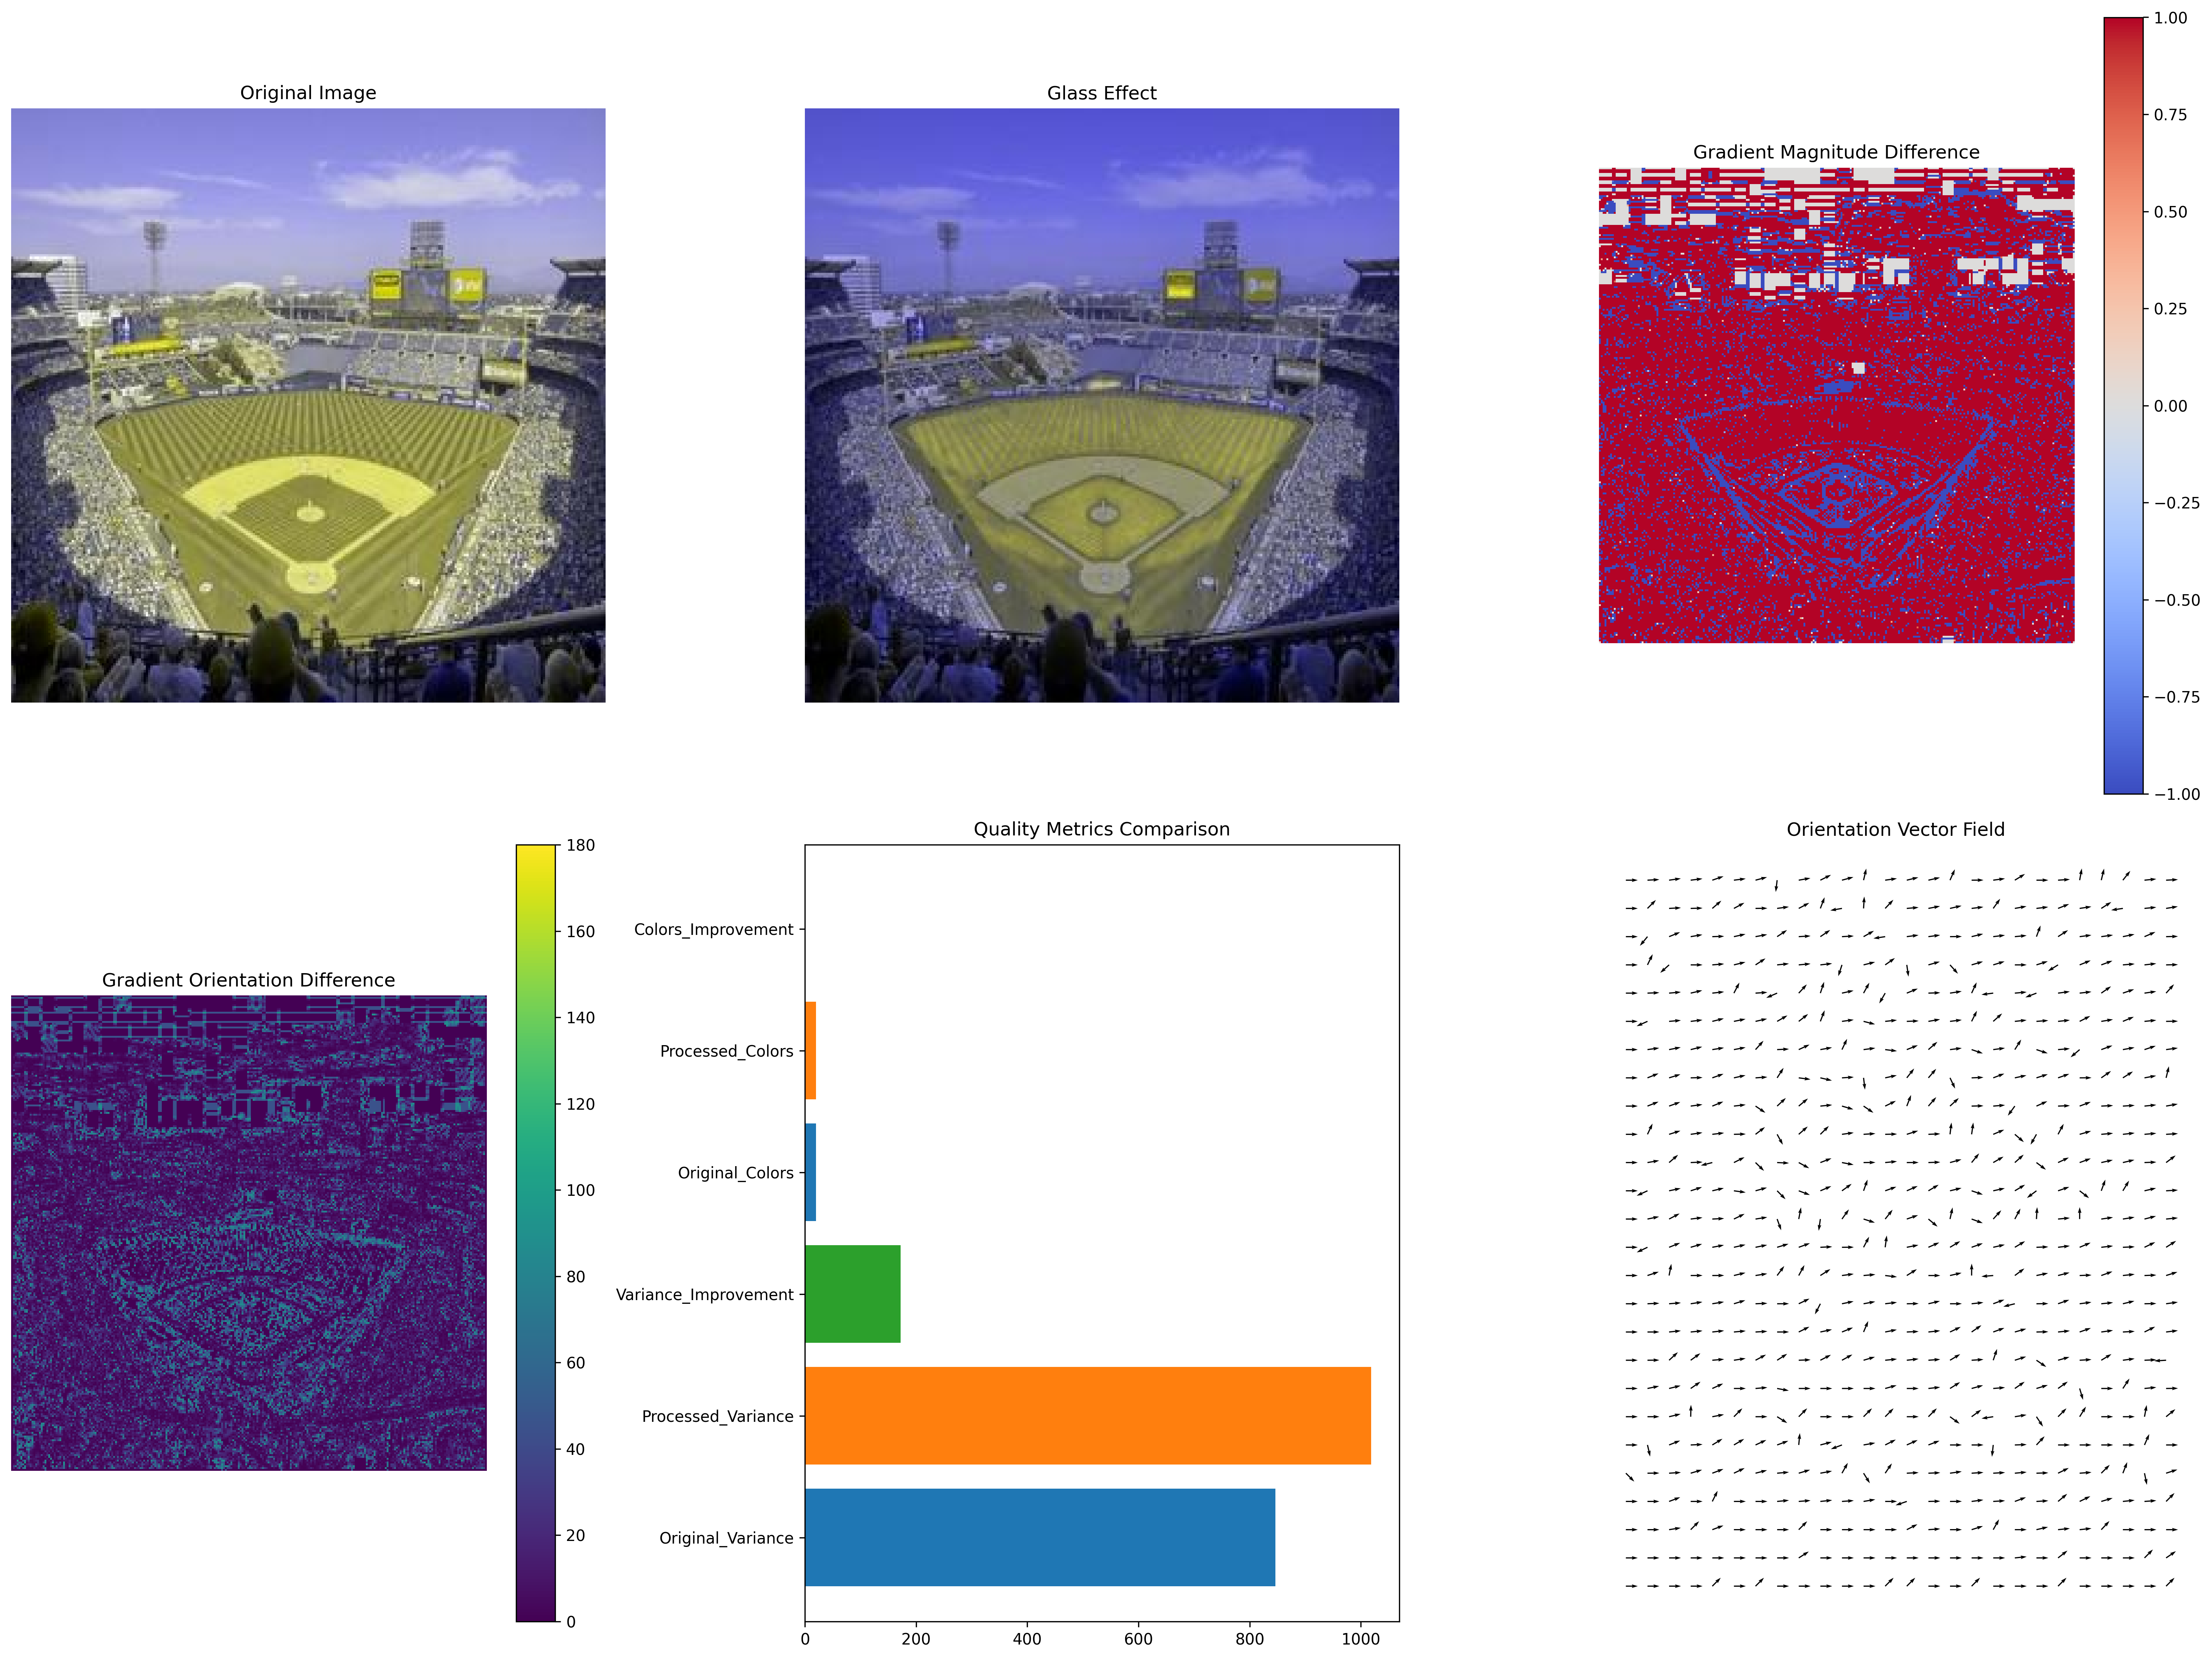 Original Image
Glass Effect
Gradient Magnitude Difference
1.00
0.75
0.50
0.25
0.00
−0.25
−0.50
−0.75
−1.00
Gradient Orientation Difference
180
160
140
120
100
80
60
40
20
0
Quality Metrics Comparison
Colors_Improvement
Processed_Colors
Original_Colors
Variance_Improvement
Processed_Variance
Original_Variance
0 200 400 600 800 1000
Orientation Vector Field